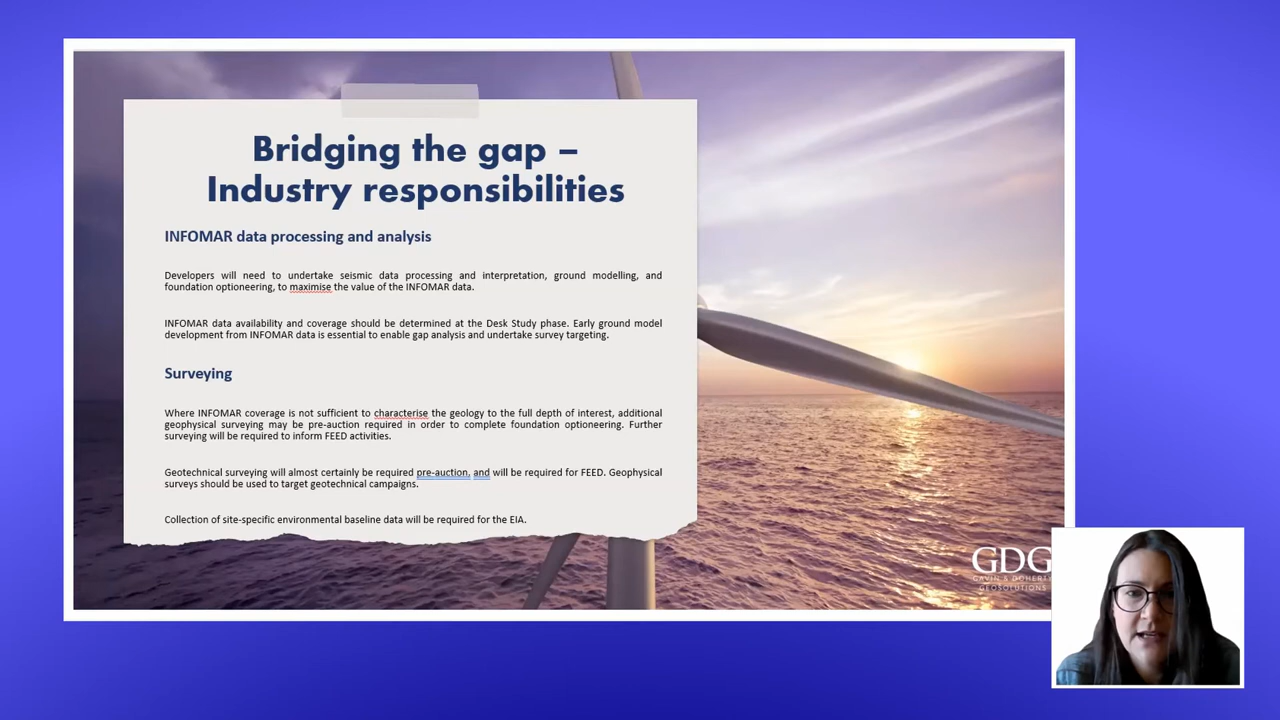 Bridging the gap –
Industry responsibilities
INFOMAR data processing and analysis
Developers will need to undertake seismic data processing and interpretation, ground modelling, and
foundation optioneering, to maximise the value of the INFOMAR data.
INFOMAR data availability and coverage should be determined at the Desk Study phase. Early ground model
development from INFOMAR data is essential to enable gap analysis and undertake survey targeting.
Surveying
Where INFOMAR coverage is not sufficient to characterise the geology to the full depth of interest, additional
geophysical surveying may be pre-auction required in order to complete foundation optioneering. Further
surveying will be required to inform FEED activities.
Geotechnical surveying will almost certainly be required pre-auction, and will be required for FEED. Geophysical
surveys should be used to target geotechnical campaigns.
Collection of site-specific environmental baseline data will be required for the EIA.
GDG
GAVIN & DOHERTY
GEOSOLUTIONS